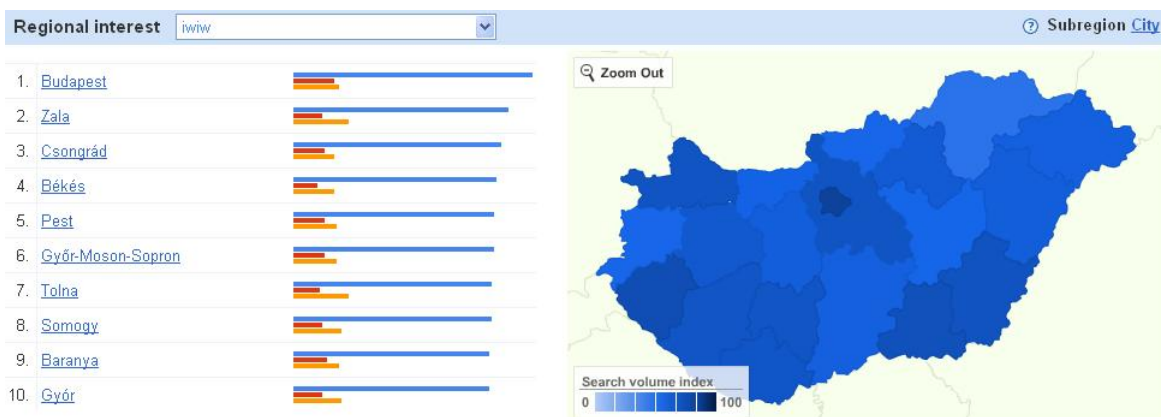 Regional interest iwiw Subregion City
Zoom Out
1. Budapest
2. Zala
3. Csongrád
4. Békés
5. Pest
6. Győr-Moson-Sopron
7. Tolna
8. Somogy
9. Baranya
10. Győr
Search volume index
0 100